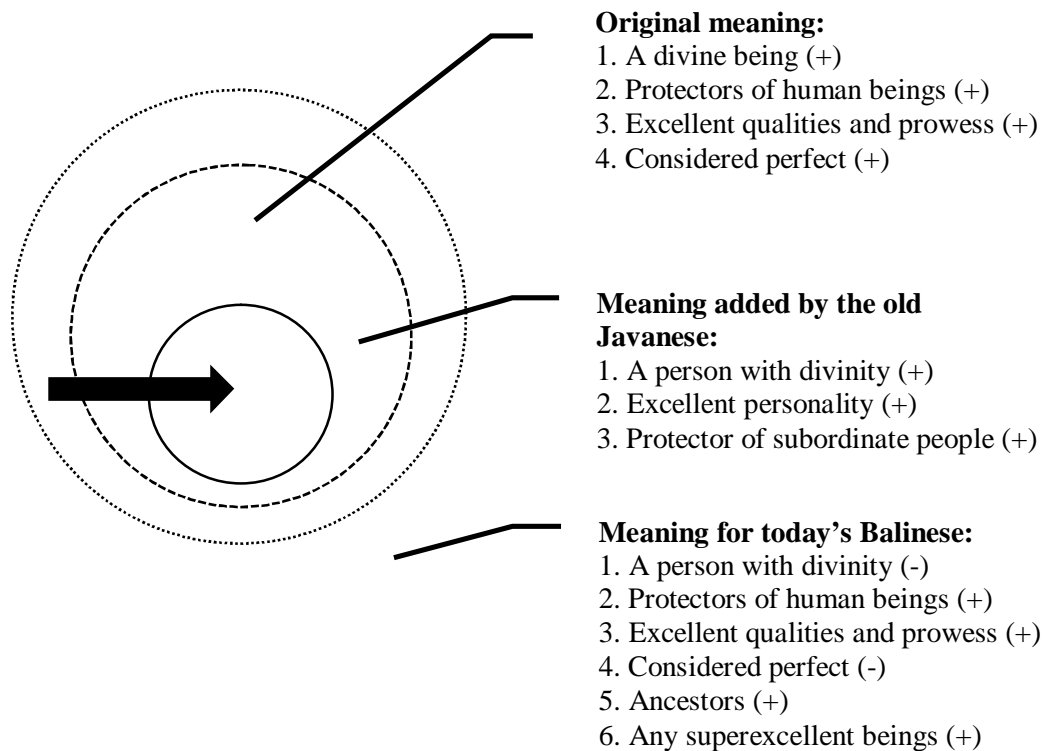 Original meaning:
1. A divine being (+)
2. Protectors of human beings (+)
3. Excellent qualities and prowess (+)
4. Considered perfect (+)
Meaning added by the old
Javanese:
1. A person with divinity (+)
2. Excellent personality (+)
3. Protector of subordinate people (+)
Meaning for today’s Balinese:
1. A person with divinity (-)
2. Protectors of human beings (+)
3. Excellent qualities and prowess (+)
4. Considered perfect (-)
5. Ancestors (+)
6. Any superexcellent beings (+)